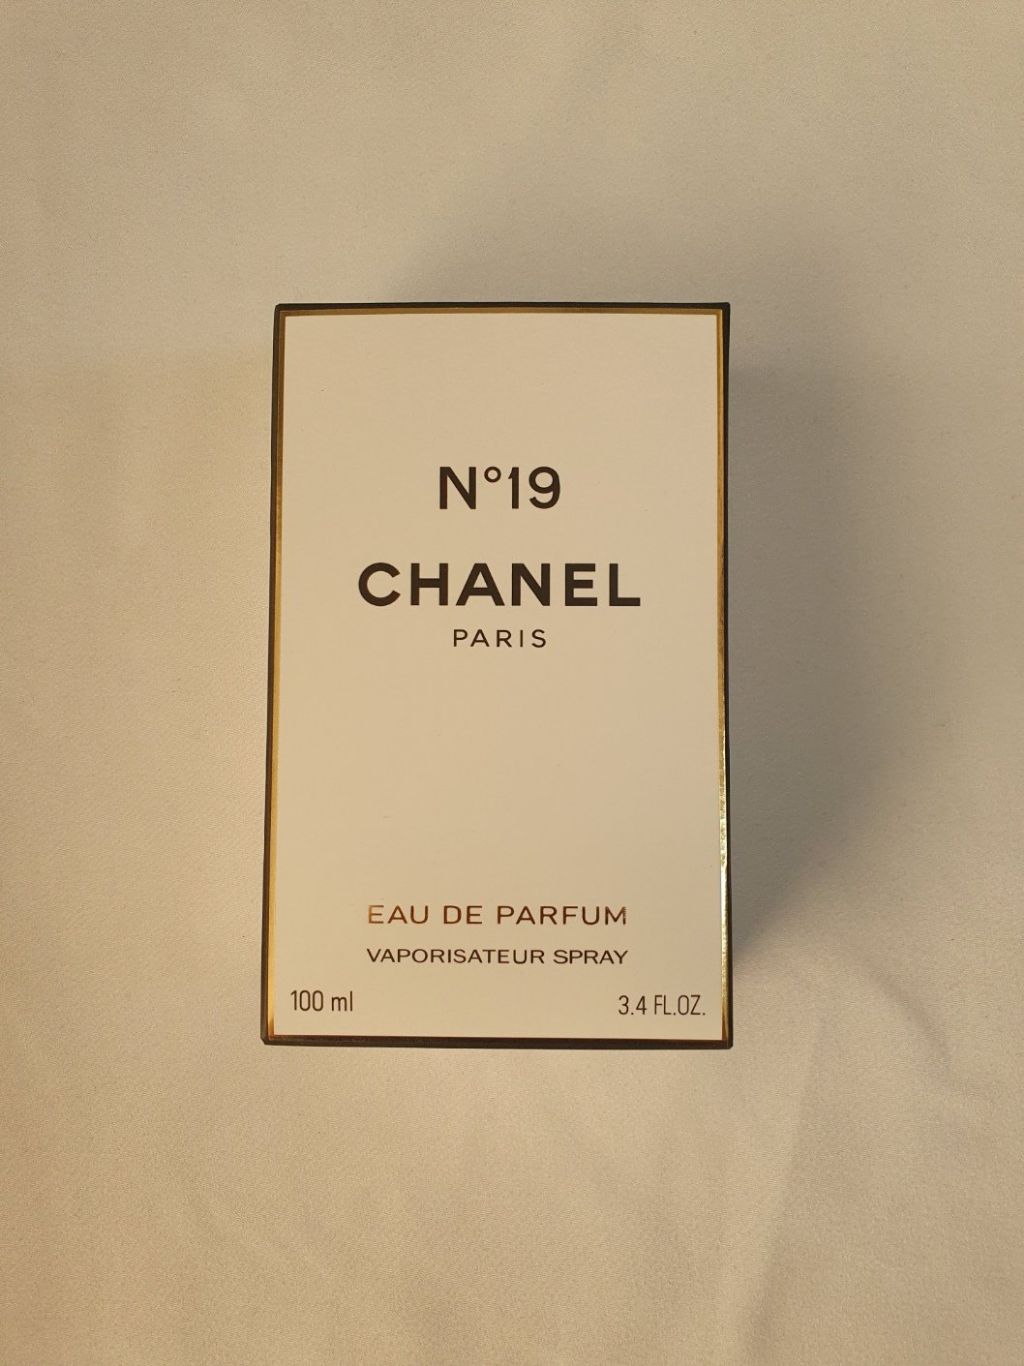 N°19
CHANEL
PARIS
EAU DE PARFUM
VAPORISATEUR SPRAY
100 ml 3.4 FL.OZ.